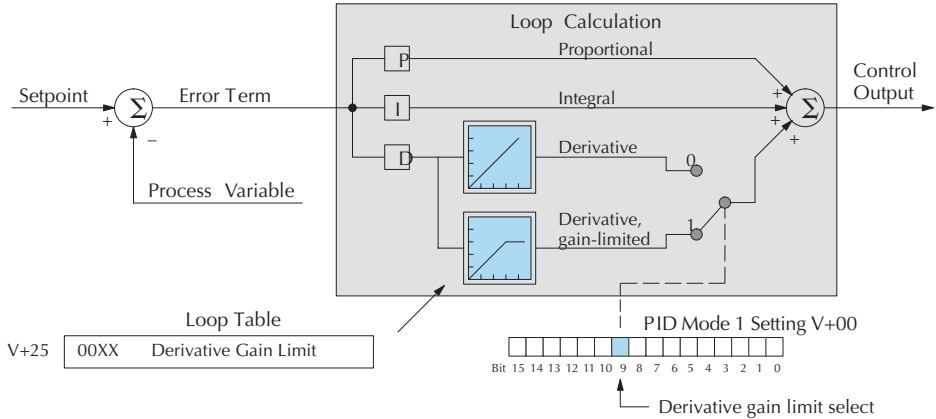 Loop Calculation
Proportional
P
Control
Output
Setpoint
Error Term
+
Σ
−
I
Integral
+
+
+
Σ
D
Derivative
0
Process Variable
Derivative,
gain-limited
1
Loop Table
PID Mode 1 Setting V+00
V+25 00XX Derivative Gain Limit
Bit 15 14 13 12 11 10 9 8 7 6 5 4 3 2 1 0
Derivative gain limit select